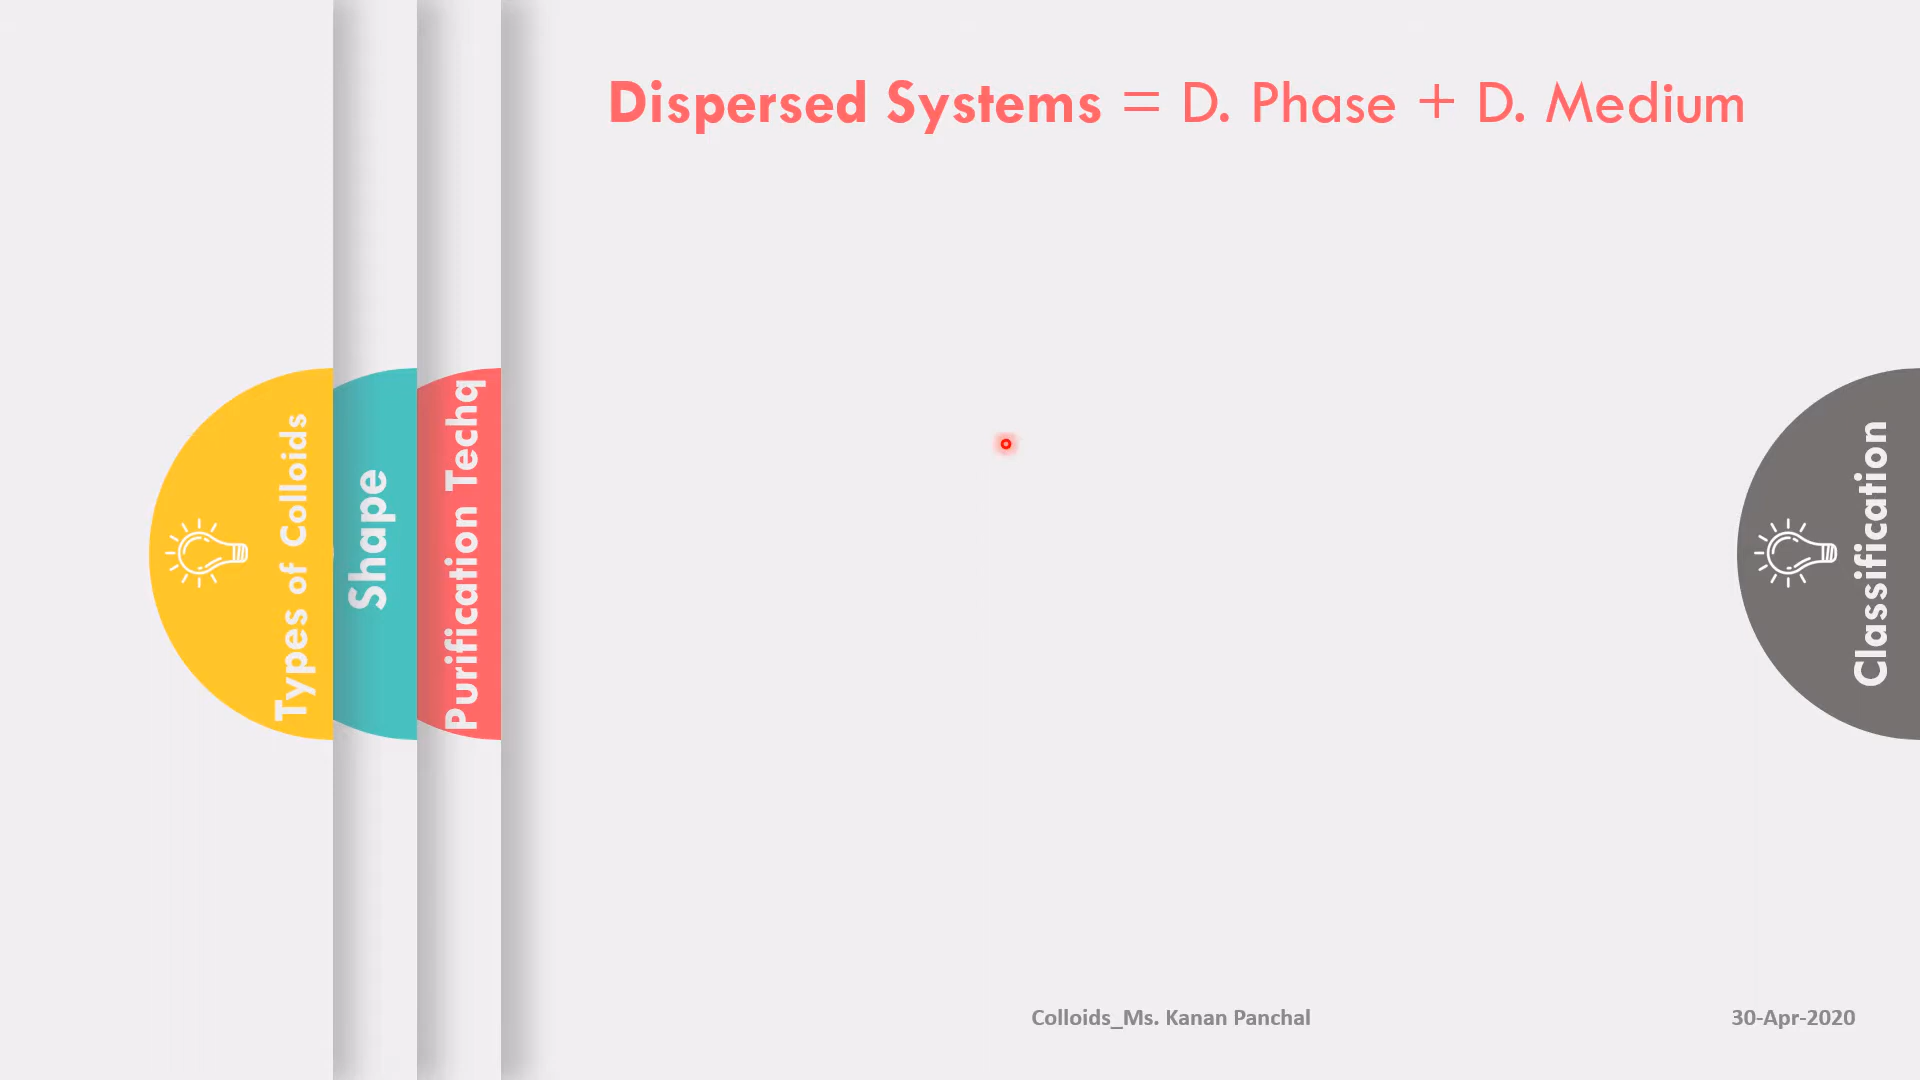 Dispersed Systems = D. Phase + D. Medium
Types of Colloids
Shape
Purification Techq
Classification
Colloids_Ms. Kanan Panchal
30-Apr-2020